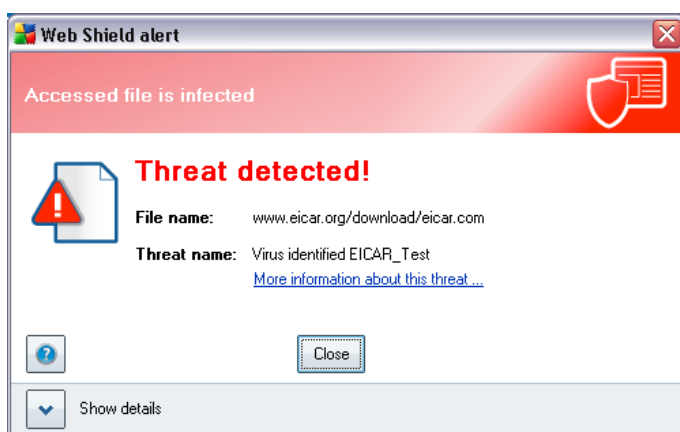 Web Shield alert
Accessed file is infected
Threat detected!
File name: www.eicar.org/download/eicar.com
Threat name: Virus identified EICAR_Test
More information about this threat ...
Close
Show details